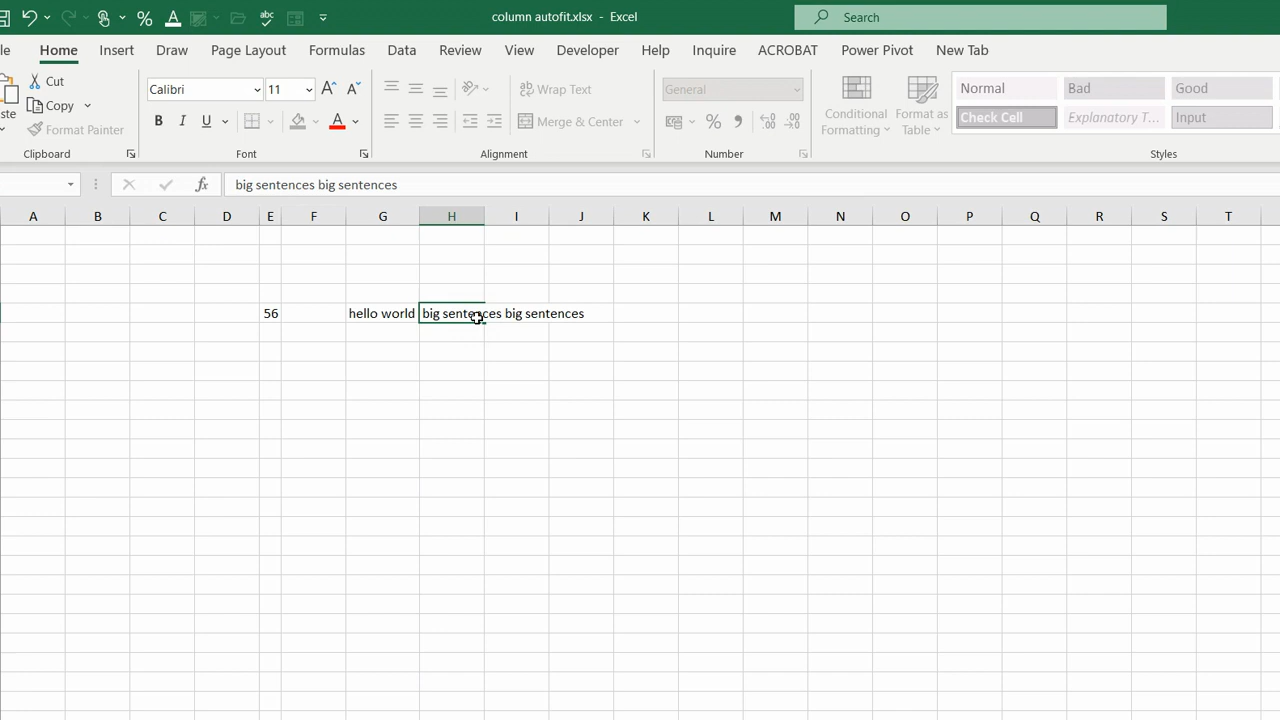 column autofit.xlsx - Excel
Search
Home Insert Draw Page Layout Formulas Data Review View Developer Help Inquire ACROBAT Power Pivot New Tab
Cut
Copy
Format Painter
Clipboard
Calibri 11
B I U
Font
Wrap Text
Merge & Center
Alignment
General
%
Number
Conditional
Formatting
Format as
Table
Normal Bad Good
Check Cell Explanatory T... Input
Styles
fx big sentences big sentences
A B C D E F G H I J K L M N O P Q R S T
56 hello world big sentences big sentences